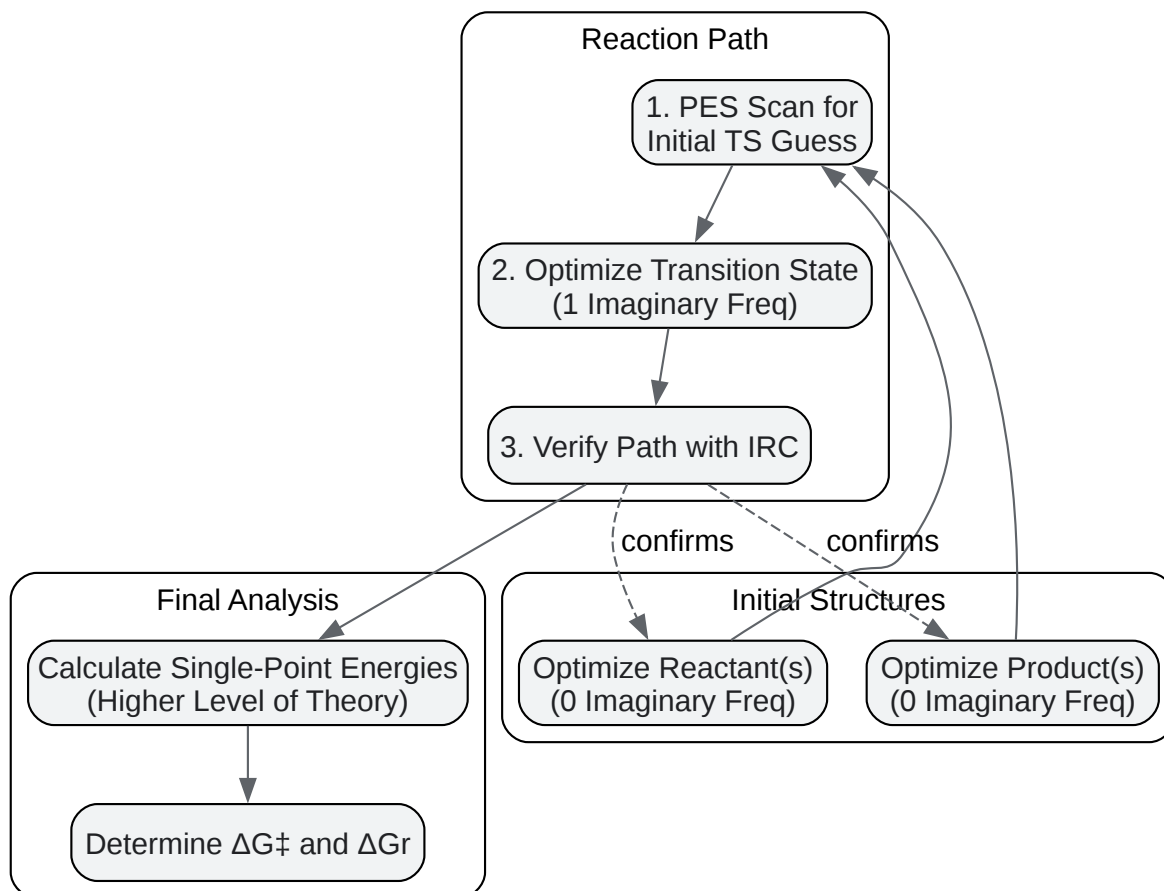 Reaction Path
1. PES Scan for
Initial TS Guess
2. Optimize Transition State
(1 Imaginary Freq)
3. Verify Path with IRC
confirms
confirms
Final Analysis
Calculate Single-Point Energies
(Higher Level of Theory)
Determine ΔG‡ and ΔGr
Initial Structures
Optimize Reactant(s)
(0 Imaginary Freq)
Optimize Product(s)
(0 Imaginary Freq)